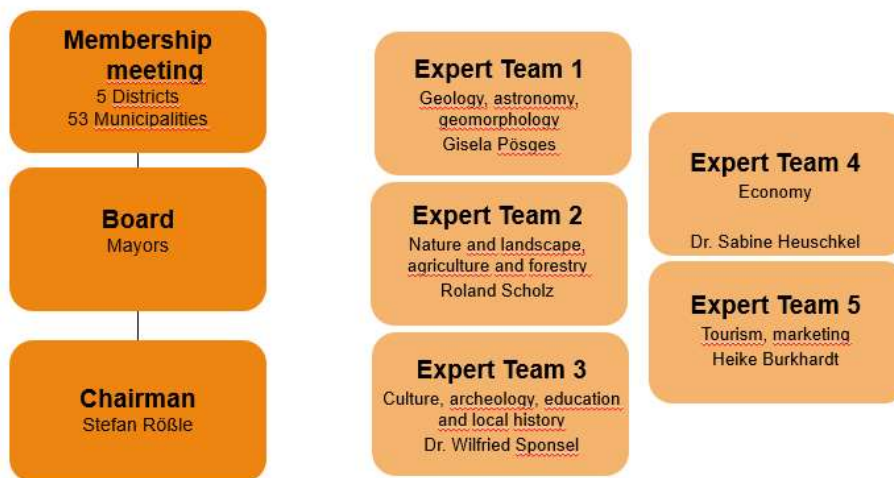 Membership
meeting
5 Districts
53 Municipalities
Board
Mayors
Chairman
Stefan Rößle
Expert Team 1
Geology, astronomy,
geomorphology
Gisela Pösges
Expert Team 2
Nature and landscape,
agriculture and forestry
Roland Scholz
Expert Team 3
Culture, archeology, education
and local history
Dr. Wilfried Sponsel
Expert Team 4
Economy
Dr. Sabine Heuschkel
Expert Team 5
Tourism, marketing
Heike Burkhardt